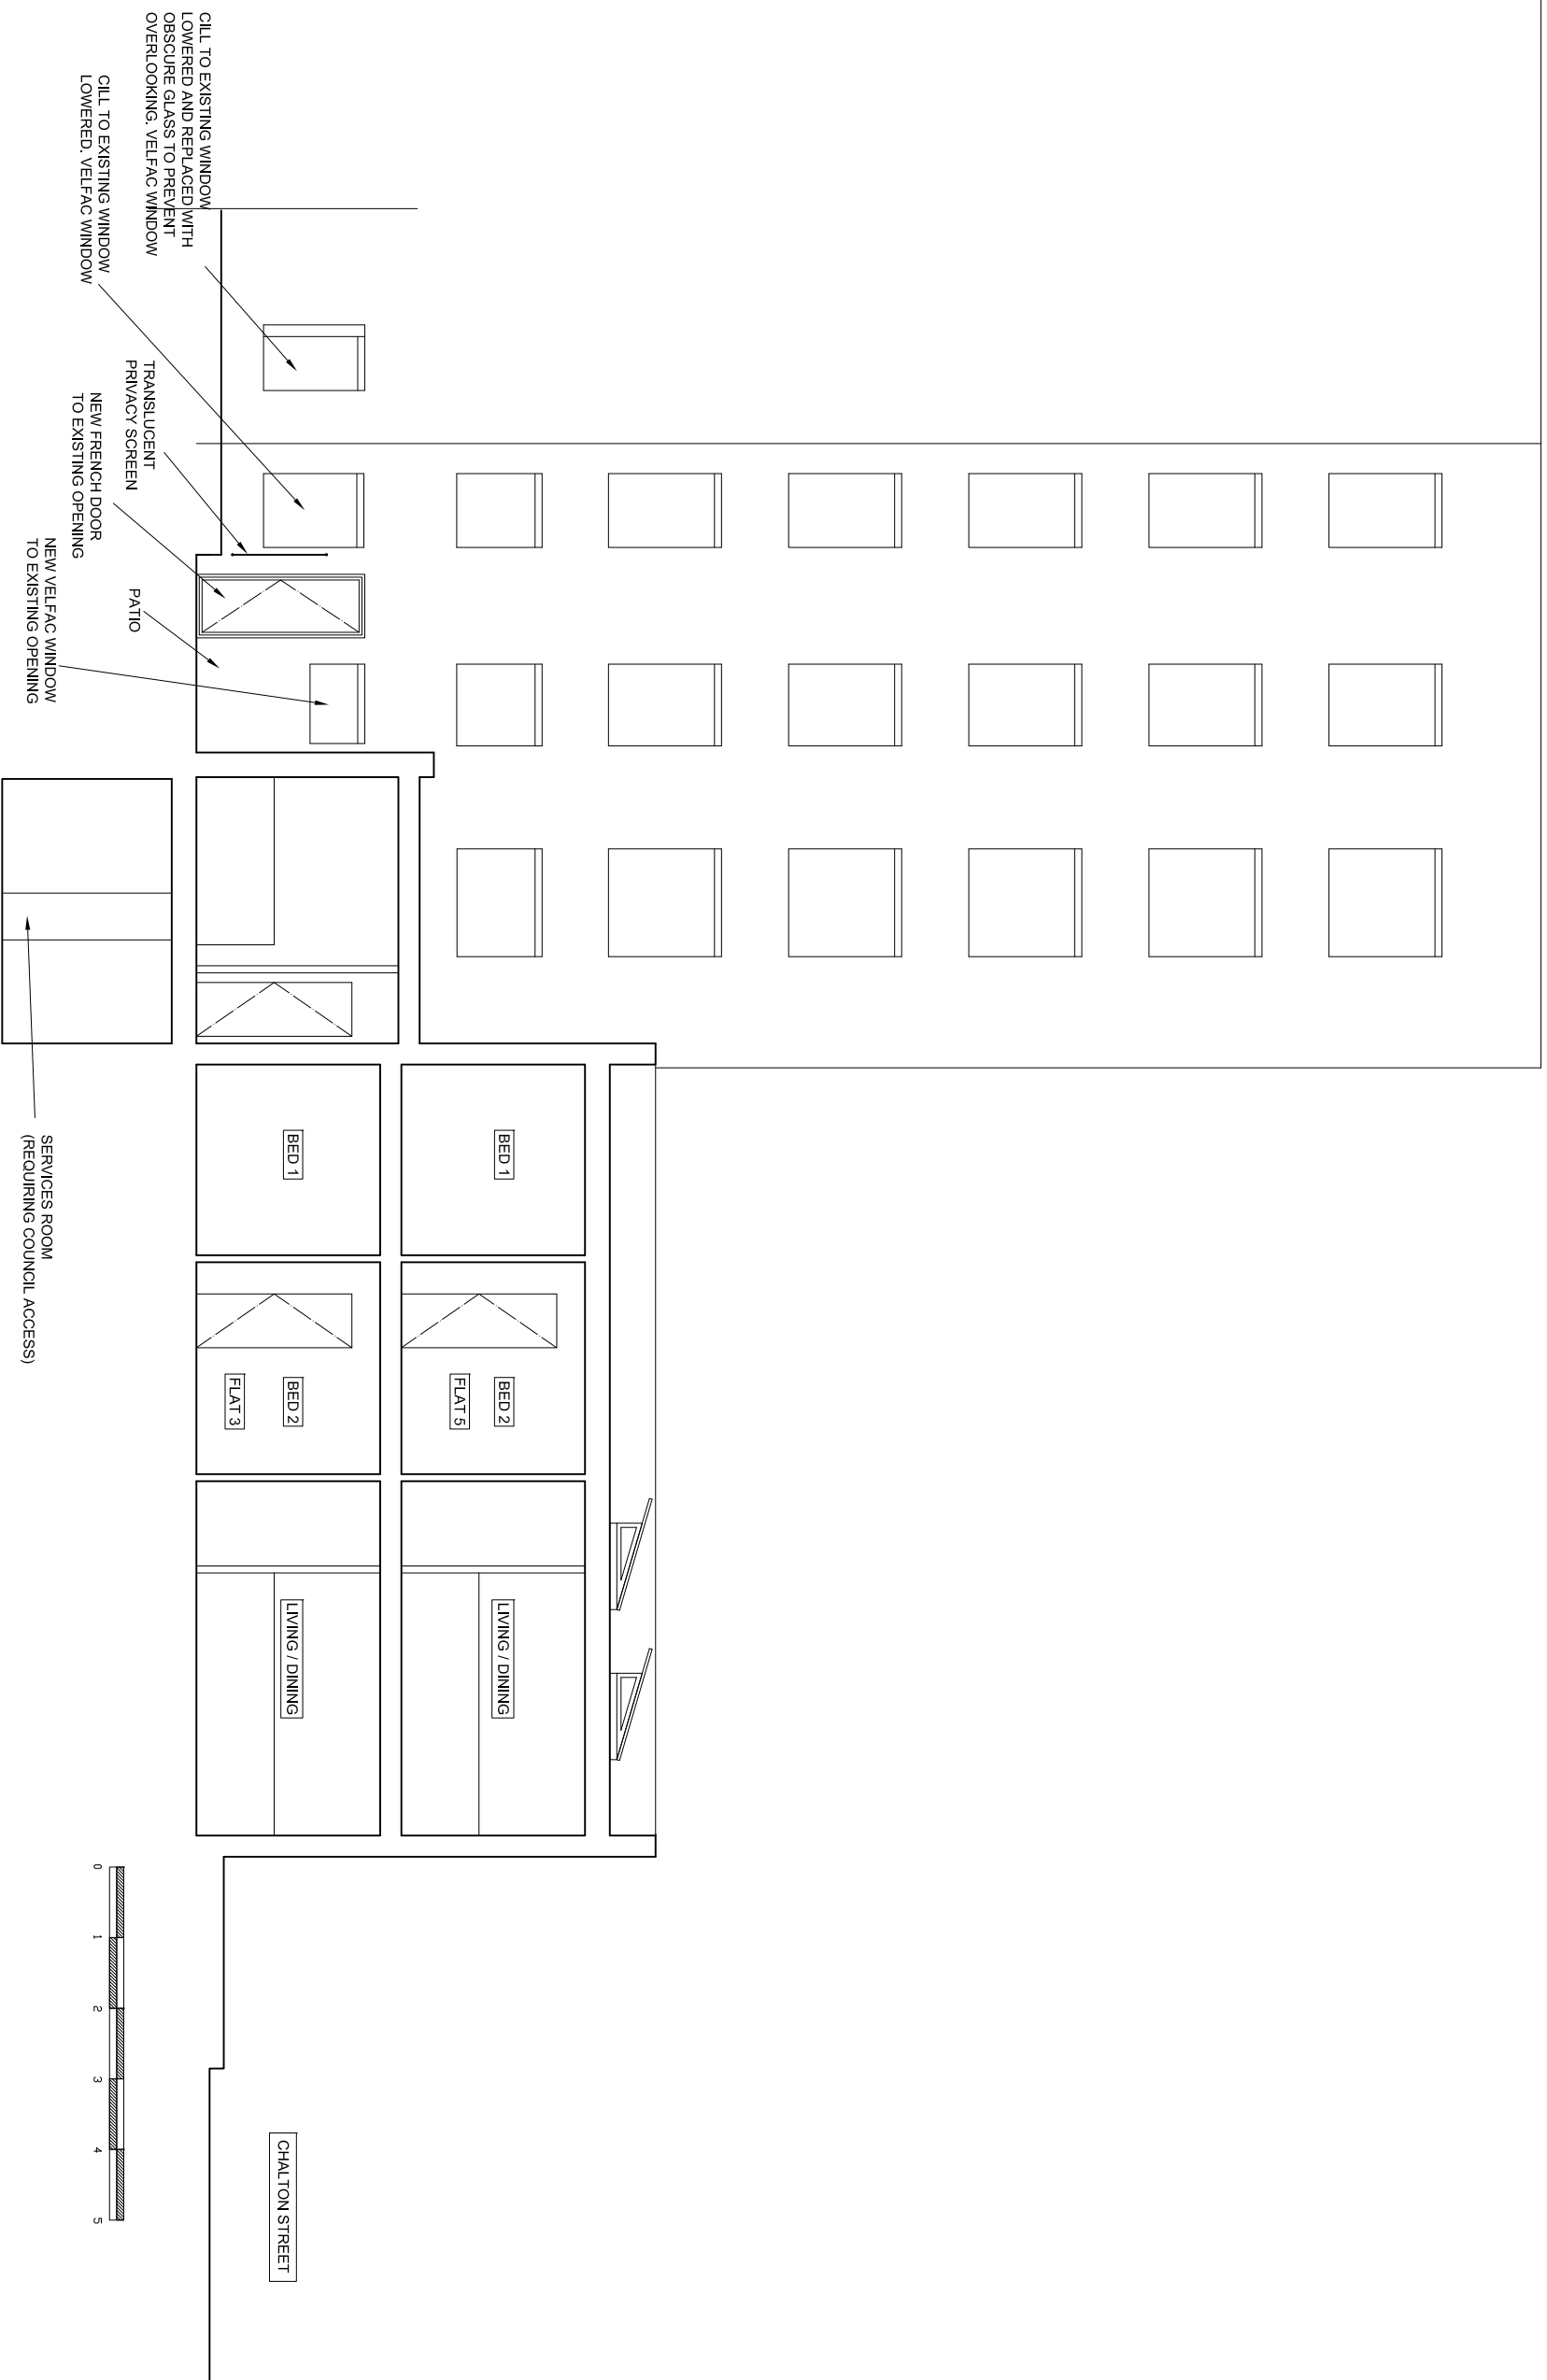 CILL TO EXISTING WINDOW
LOWERED AND REPLACED WITH
OBSCURE GLASS TO PREVENT
OVERLOOKING. VELFAC WINDOW
CILL TO EXISTING WINDOW
LOWERED. VELFAC WINDOW
TRANSLUCENT
PRIVACY SCREEN
NEW FRENCH DOOR
TO EXISTING OPENING
PATIO
NEW VELFAC WINDOW
TO EXISTING OPENING
SERVICES ROOM
(REQUIRING COUNCIL ACCESS)
BED 1
BED 2
FLAT 5
LIVING / DINING
BED 1
BED 2
FLAT 3
LIVING / DINING
CHALTON STREET
0 1 2 3 4 5